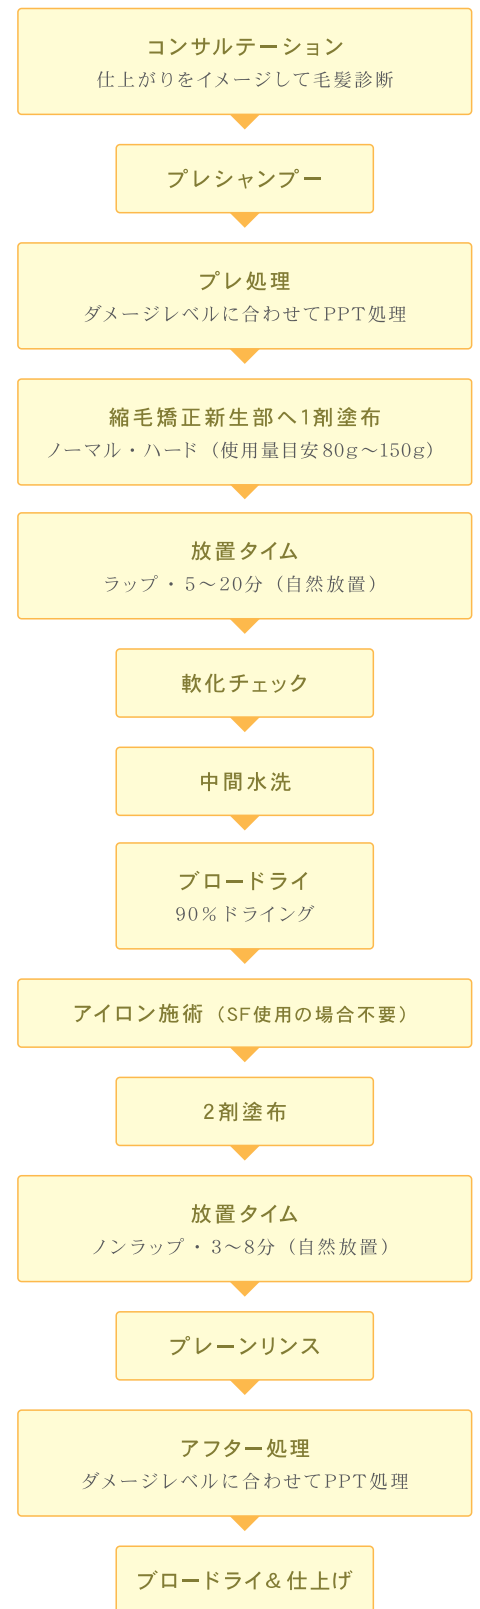 コンサルテーション
仕上がりをイメージして毛髪診断
プレシャンプー
プレ処理
ダメージレベルに合わせてPPT処理
縮毛矯正新生部へ1剤塗布
ノーマル・ハード（使用量目安80g～150g）
放置タイム
ラップ・5～20分（自然放置）
軟化チェック
中間水洗
ブロードライ
90％ドライング
アイロン施術（SF使用の場合不要）
2剤塗布
放置タイム
ノンラップ・3～8分（自然放置）
プレーンリンス
アフター処理
ダメージレベルに合わせてPPT処理
ブロードライ&仕上げ